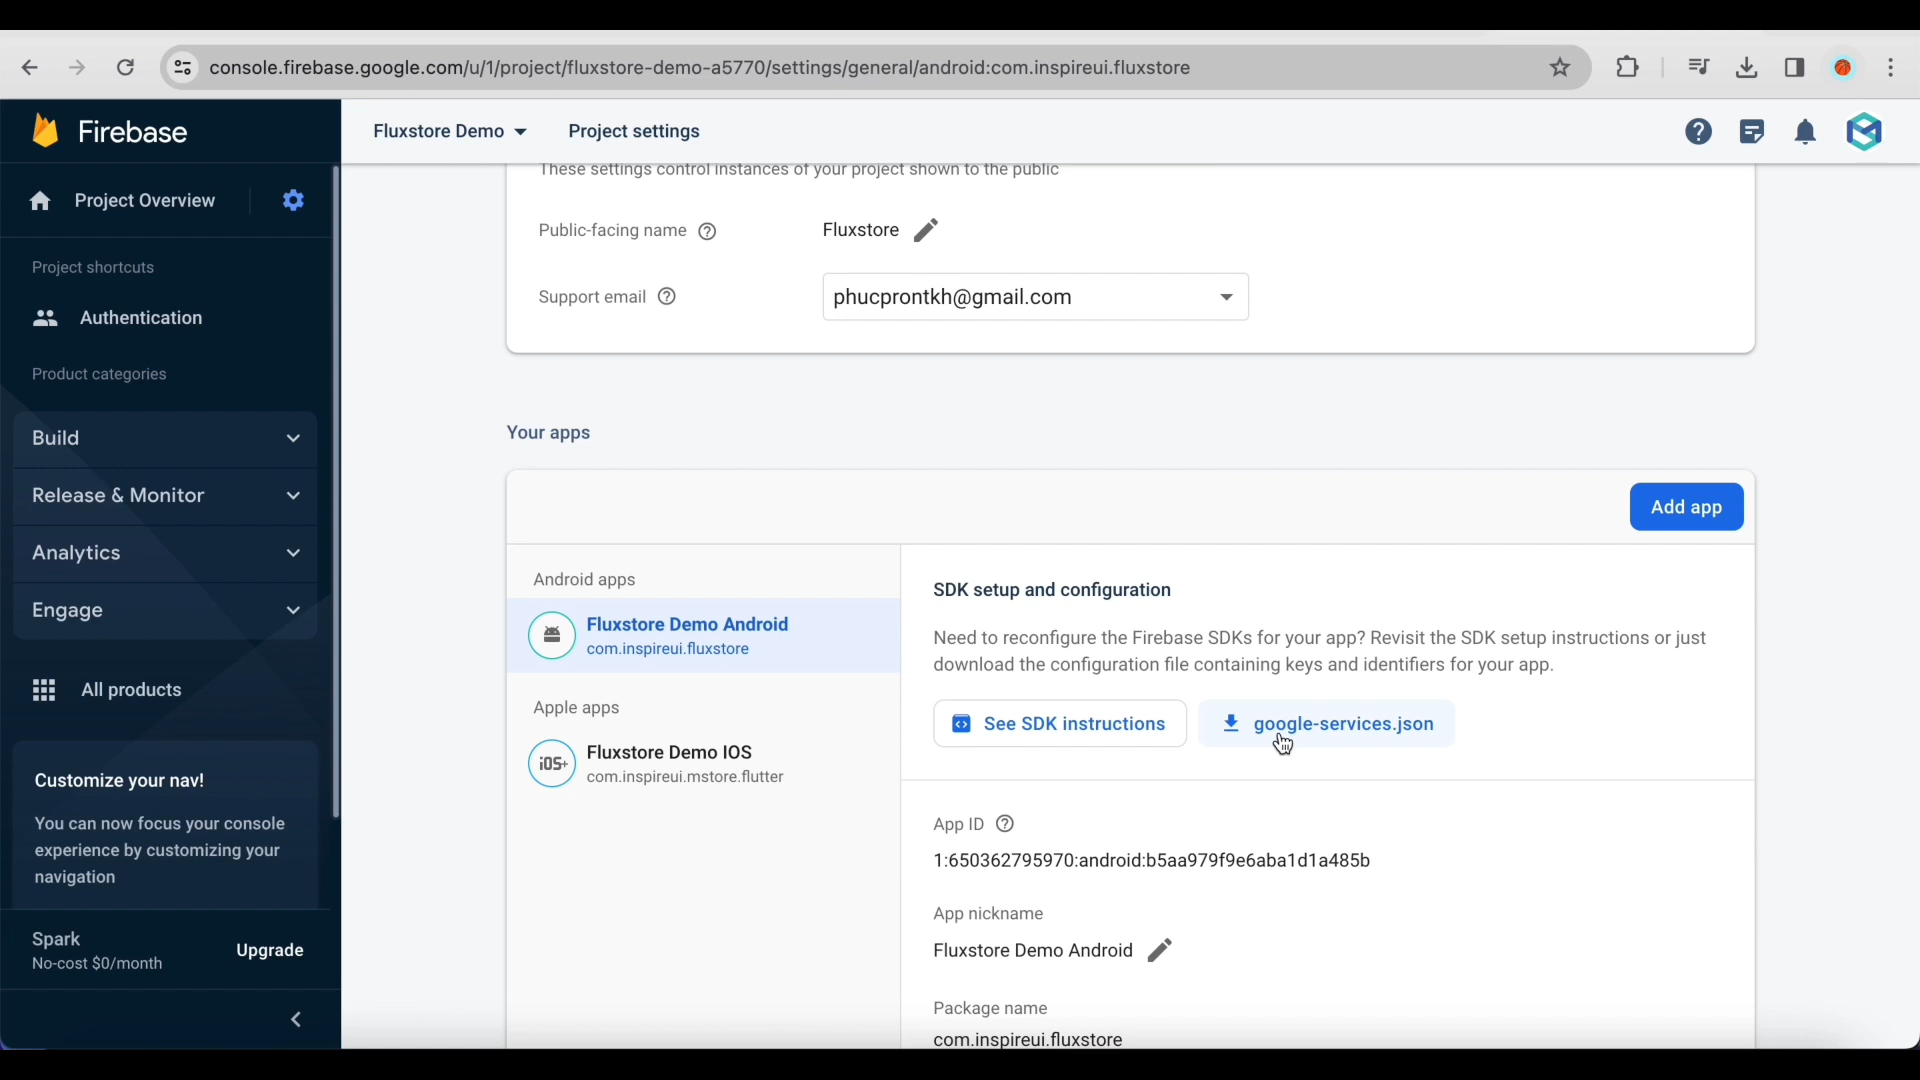 console.firebase.google.com/u/1/project/fluxstore-demo-a5770/settings/general/android:com.inspireui.fluxstore
Firebase
Fluxstore Demo
Project settings
Project Overview
Project shortcuts
Authentication
Product categories
Build
Release & Monitor
Analytics
Engage
All products
Customize your nav!
You can now focus your console
experience by customizing your
navigation
Spark
No-cost $0/month
Upgrade
These settings control instances of your project shown to the public
Public-facing name
Fluxstore
Support email
phucprontkh@gmail.com
Your apps
Add app
Android apps
Fluxstore Demo Android
com.inspireui.fluxstore
Apple apps
iOS+
Fluxstore Demo IOS
com.inspireui.mstore.flutter
SDK setup and configuration
Need to reconfigure the Firebase SDKs for your app? Revisit the SDK setup instructions or just
download the configuration file containing keys and identifiers for your app.
See SDK instructions
google-services.json
App ID
1:650362795970:android:b5aa979f9e6aba1d1a485b
App nickname
Fluxstore Demo Android
Package name
com.inspireui.fluxstore